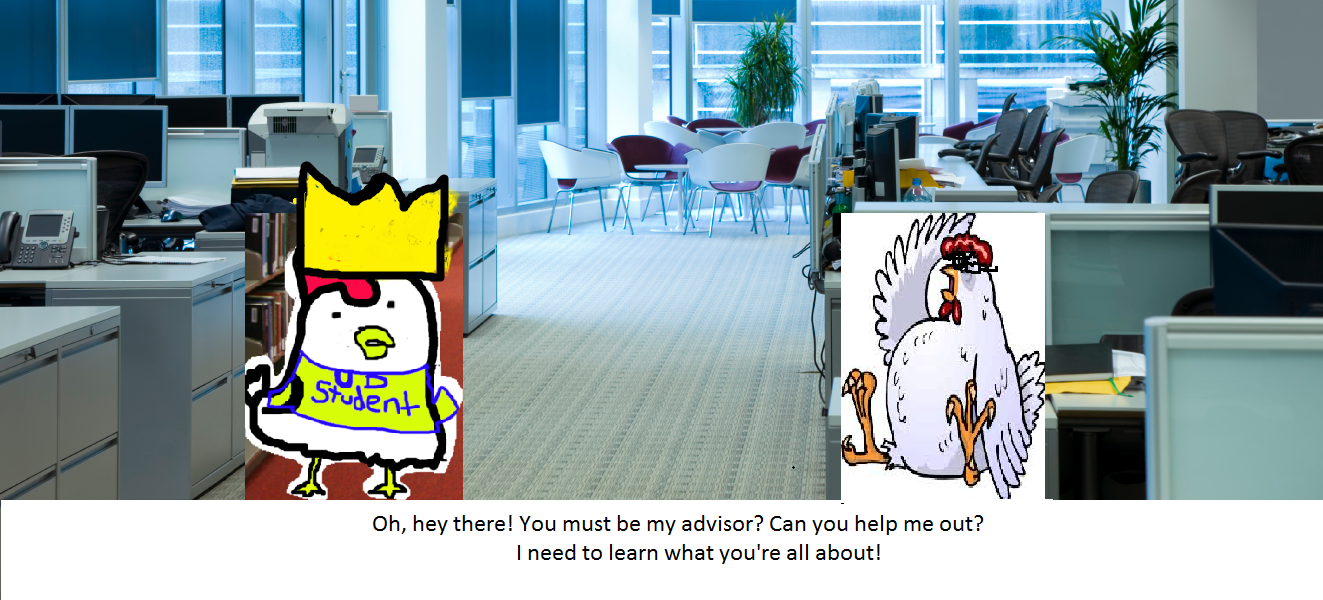 UD
Student
Oh, hey there! You must be my advisor? Can you help me out?
I need to learn what you're all about!